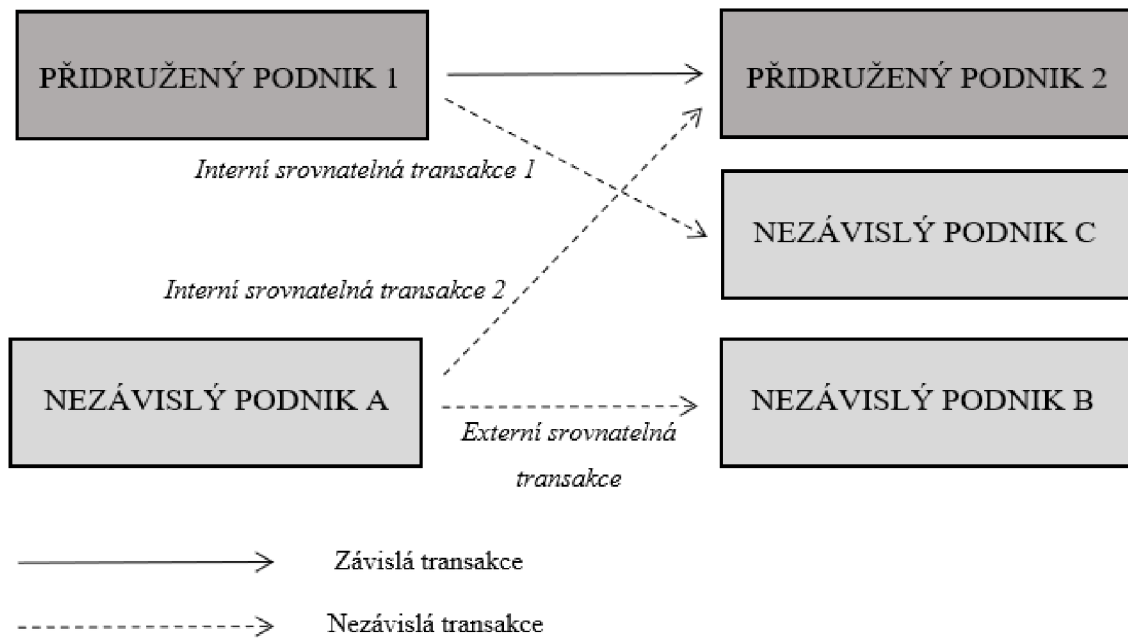 PŘIDRUŽENÝ PODNIK 1
PŘIDRUŽENÝ PODNIK 2
Interní srovnatelná transakce 1
NEZÁVISLÝ PODNIK C
Interní srovnatelná transakce 2
NEZÁVISLÝ PODNIK A
NEZÁVISLÝ PODNIK B
Externí srovnatelná
transakce
Závislá transakce
Nezávislá transakce